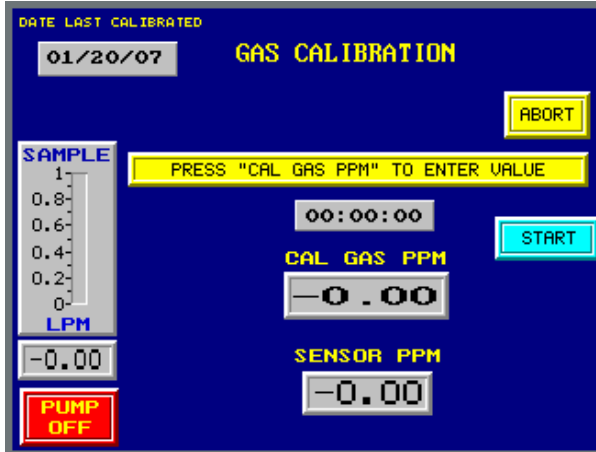 DATE LAST CALIBRATED
01/20/07
GAS CALIBRATION
ABORT
SAMPLE
1
0.8
0.6
0.4
0.2
0
LPM
-0.00
PUMP
OFF
PRESS "CAL GAS PPM" TO ENTER VALUE
00:00:00
START
CAL GAS PPM
-0.00
SENSOR PPM
-0.00